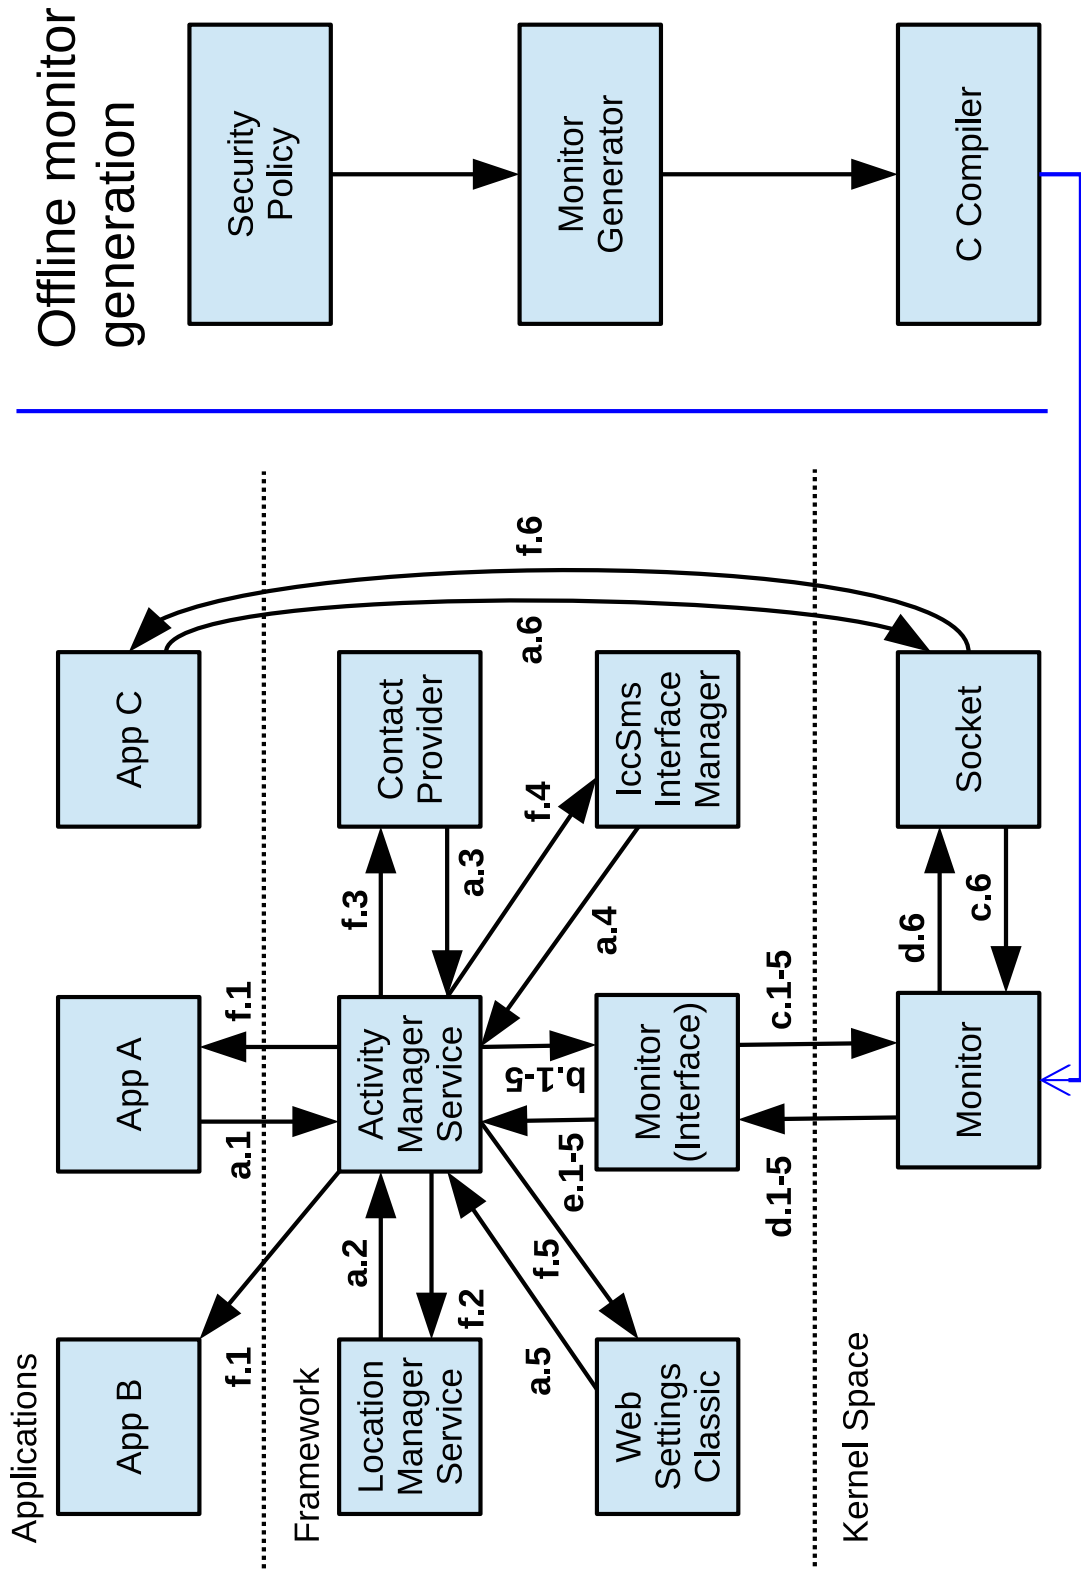 Applications
App B
App A
App C
f.1
a.1
f.1
Framework
Location
Manager
Service
a.2
f.2
Activity
Manager
Service
f.3
a.3
Contact
Provider
a.6
f.6
Web
Settings
Classic
a.5
f.5
e.1-5
b.1-5
Monitor
(Interface)
a.4
f.4
IccSms
Interface
Manager
d.1-5
c.1-5
Kernel Space
Monitor
d.6
c.6
Socket
Offline monitor
generation
Security
Policy
Monitor
Generator
C Compiler